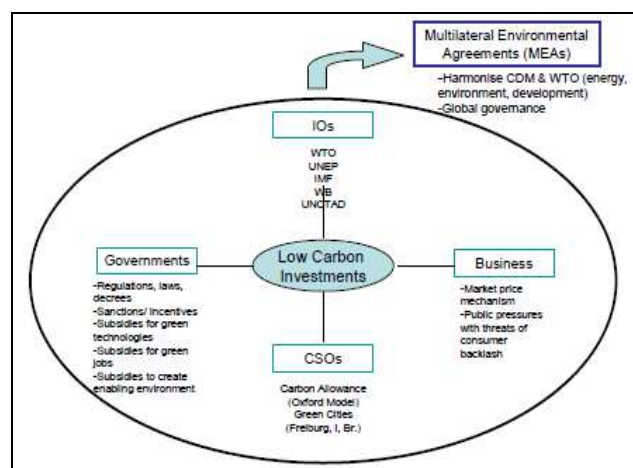 Multilateral Environmental
Agreements (MEAs)
-Harmonise CDM & WTO (energy,
environment, development)
-Global governance
IOs
WTO
UNEP
IMF
WB
UNCTAD
Governments
Low Carbon
Investments
Business
-Regulations, laws,
decrees
-Sanctions/ Incentives
-Subsidies for green
technologies
-Subsidies for green
jobs
-Subsidies to create
enabling environment
-Market price
mechanism
-Public pressures
with threats of
consumer
backlash
CSOs
Carbon Allowance
(Oxford Model)
Green Cities
(Freiburg, I, Br.)